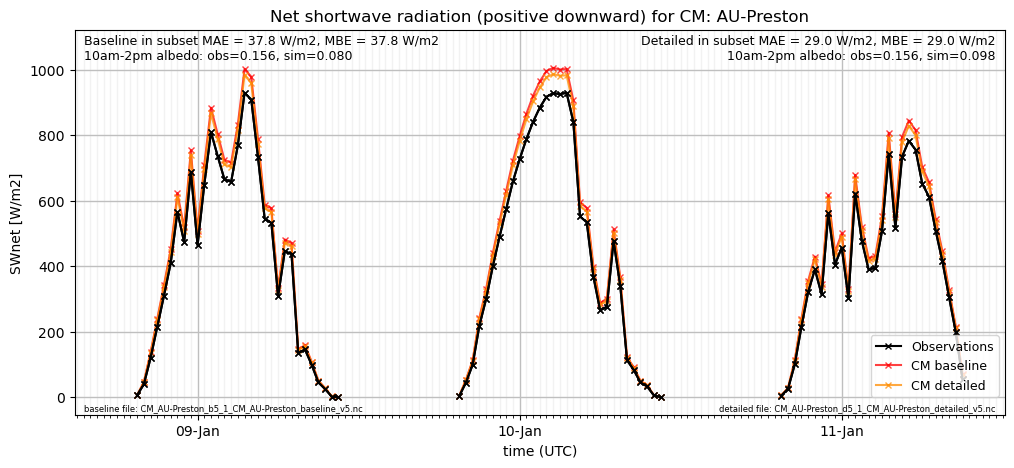 Net shortwave radiation (positive downward) for CM: AU-Preston
Baseline in subset MAE = 37.8 W/m2, MBE = 37.8 W/m2
10am-2pm albedo: obs=0.156, sim=0.080
Detailed in subset MAE = 29.0 W/m2, MBE = 29.0 W/m2
10am-2pm albedo: obs=0.156, sim=0.098
SWnet [W/m2]
1000
800
600
400
200
0
Observations
CM baseline
CM detailed
baseline file: CM_AU-Preston_b5_1_CM_AU-Preston_baseline_v5.nc
detailed file: CM_AU-Preston_d5_1_CM_AU-Preston_detailed_v5.nc
09-Jan
10-Jan
11-Jan
time (UTC)